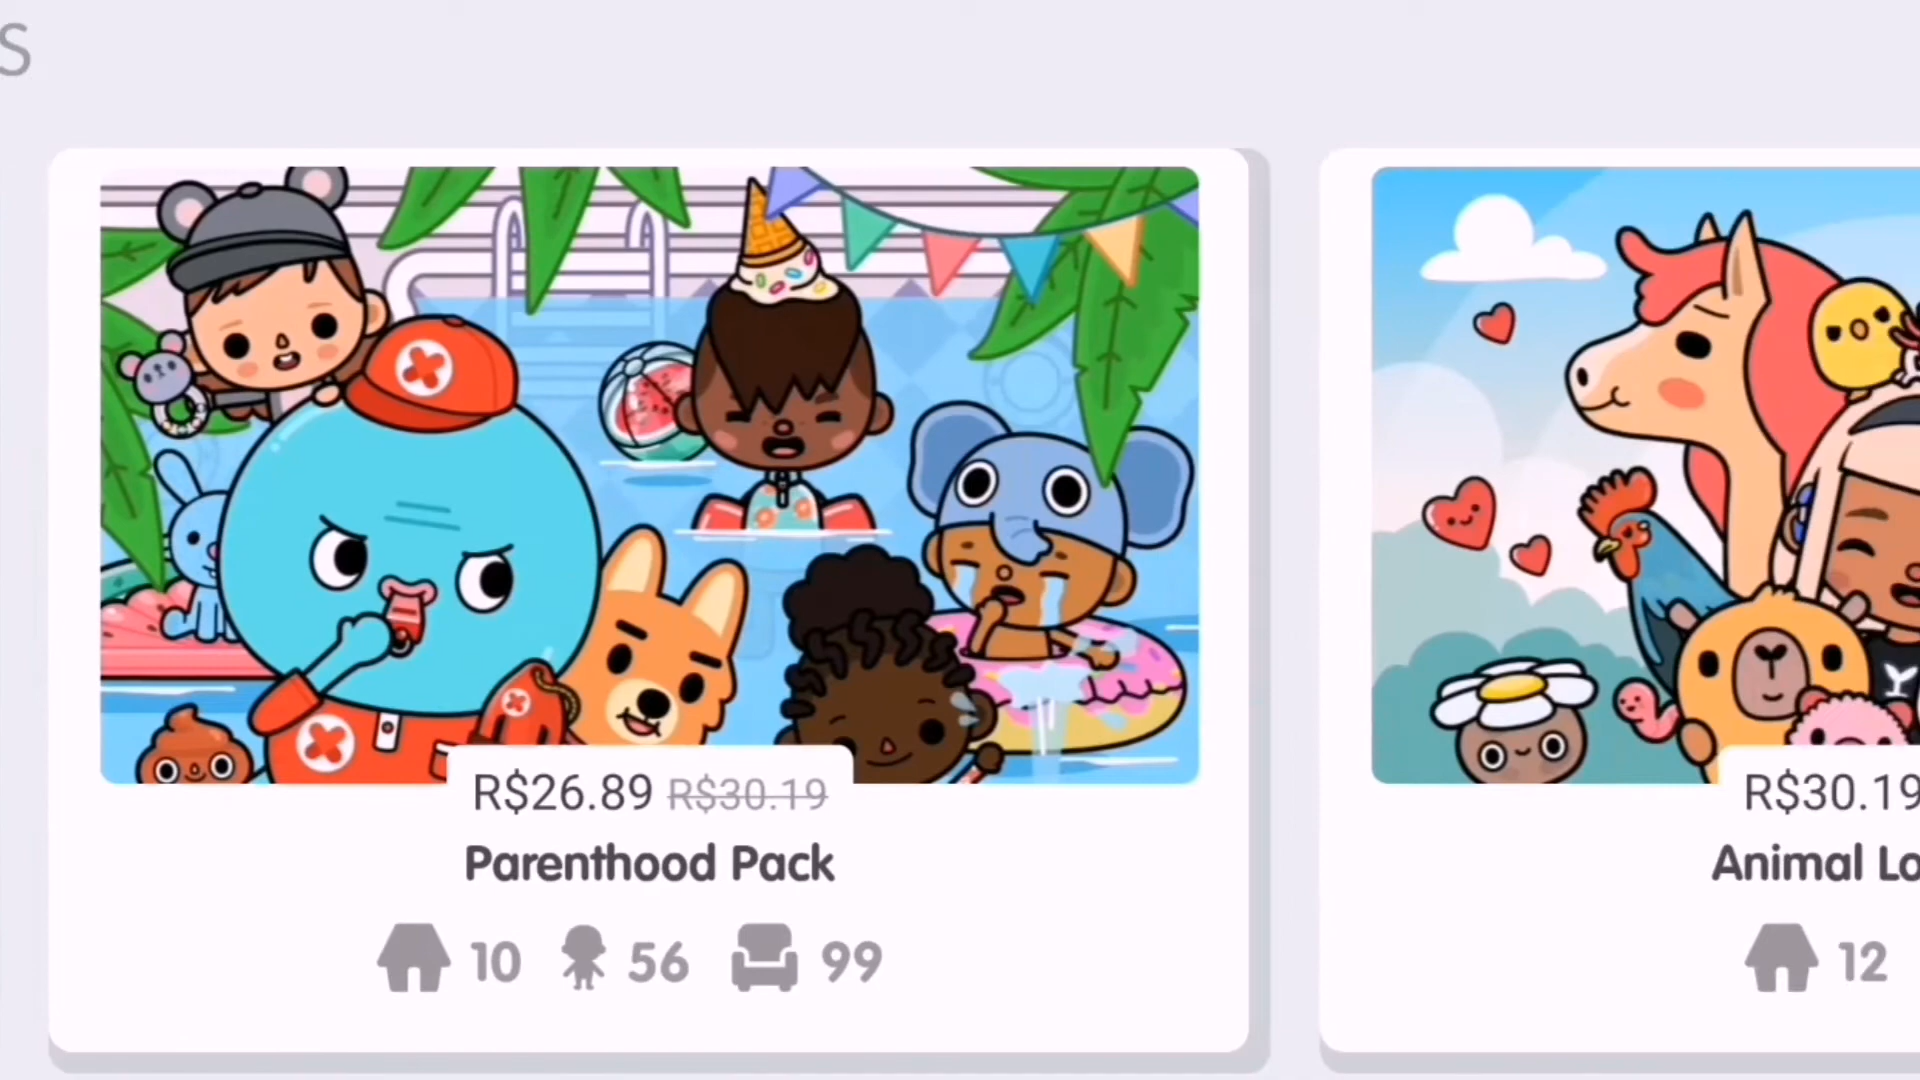 S
R$26.89 R$30.19
Parenthood Pack
10 56 99
R$30.19
Animal Lo
12